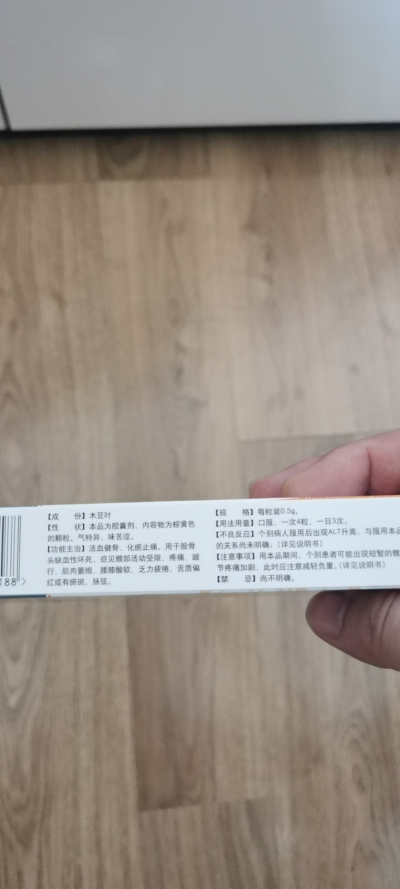 【成　份】木豆叶
【性　状】本品为胶囊剂，内容物为棕黄色
的颗粒，气特异，味苦涩。
【功能主治】活血健骨，化瘀止痛。用于股骨
头缺血性坏死，症见髋部活动受限、疼痛、跛
行、肌肉萎缩、腰膝酸软、乏力疲倦、舌质偏
红或有瘀斑、脉弦。
188>
【规　格】每粒装0.5g。
【用法用量】口服，一次4粒，一日3次。
【不良反应】个别病人服用后出现ALT升高，与服用本品
的关系尚未明确。（详见说明书）
【注意事项】用本品期间，个别患者可能出现短暂的髋
节疼痛加剧，此时应注意减轻负重。（详见说明书）
【禁　忌】尚不明确。